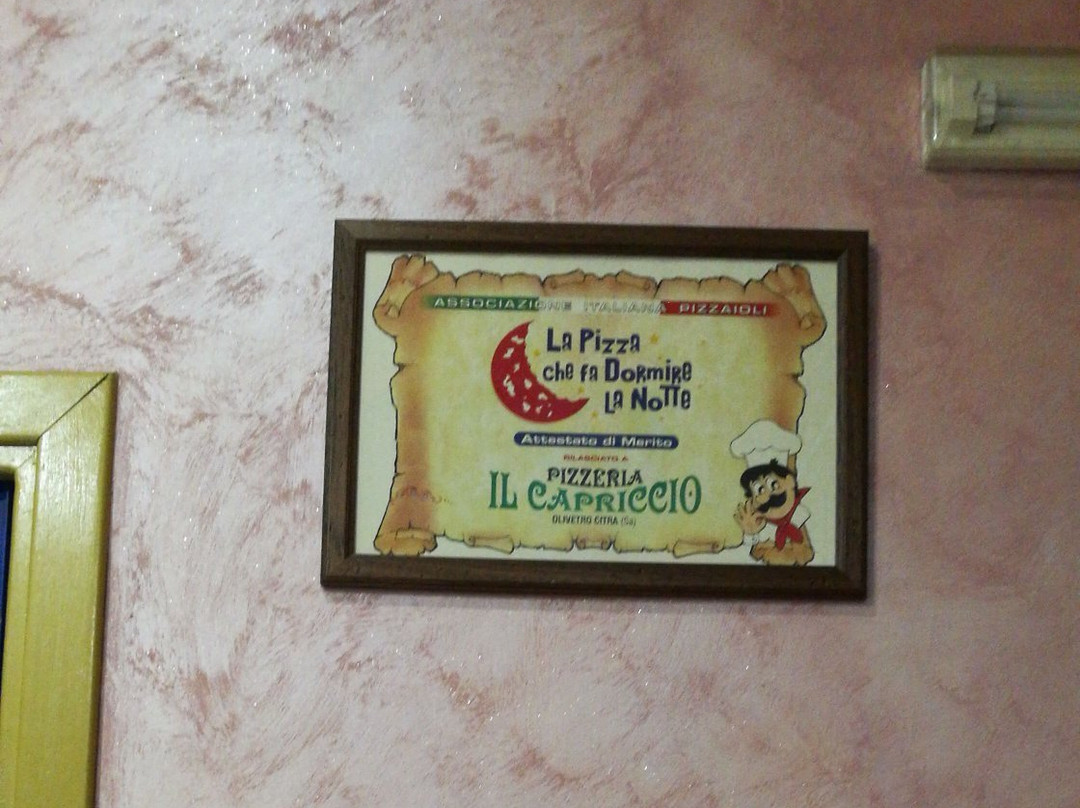 ASSOCIAZIONE ITALIANA PIZZAIOLI
La Pizza
che fa Dormire
La Notte
Attestato di Merito
RILASCIATO A
PIZZERIA
IL CAPRICCIO
OLIVETRO CITRA (Sa)